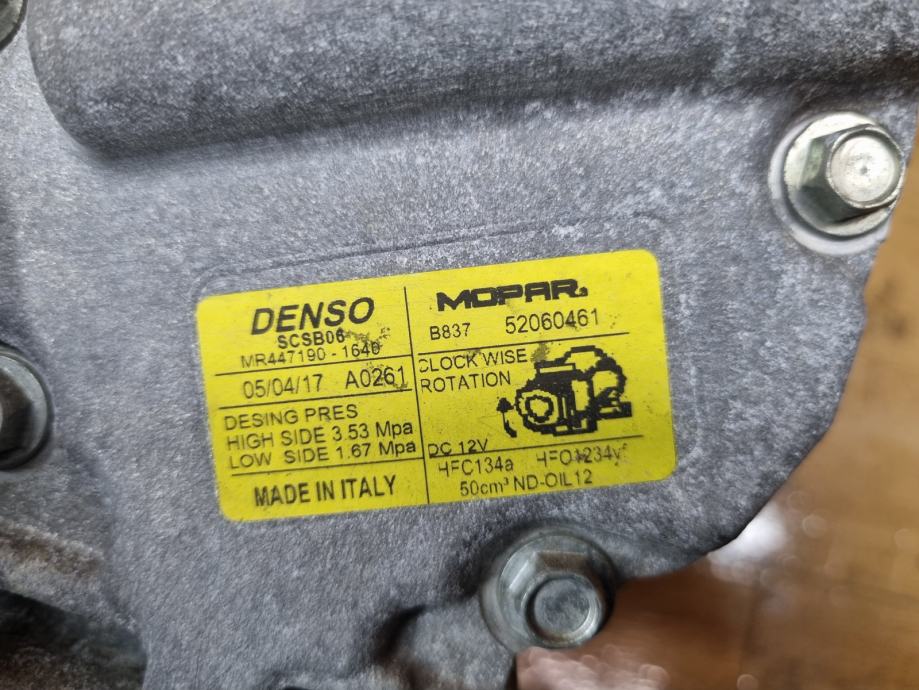 DENSO
SCSB06
MR447190-1640
05/04/17 A0261
DESING PRES
HIGH SIDE 3.53 Mpa
LOW SIDE 1.67 Mpa
MADE IN ITALY
MOPAR
B837 52060461
CLOCK WISE
ROTATION
DC 12V
HFC134a HFO1234y
50cm³ ND-OIL12